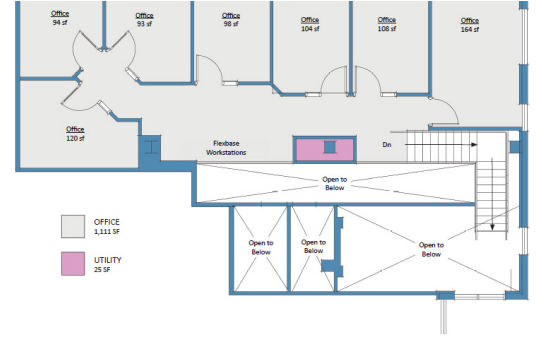 Office
94 sf
Office
93 sf
Office
98 sf
Office
104 sf
Office
108 sf
Office
164 sf
Office
120 sf
Flexbase
Workstations
Dn
Open to
Below
Open to
Below
Open to
Below
Open to
Below
OFFICE
1,111 SF
UTILITY
25 SF